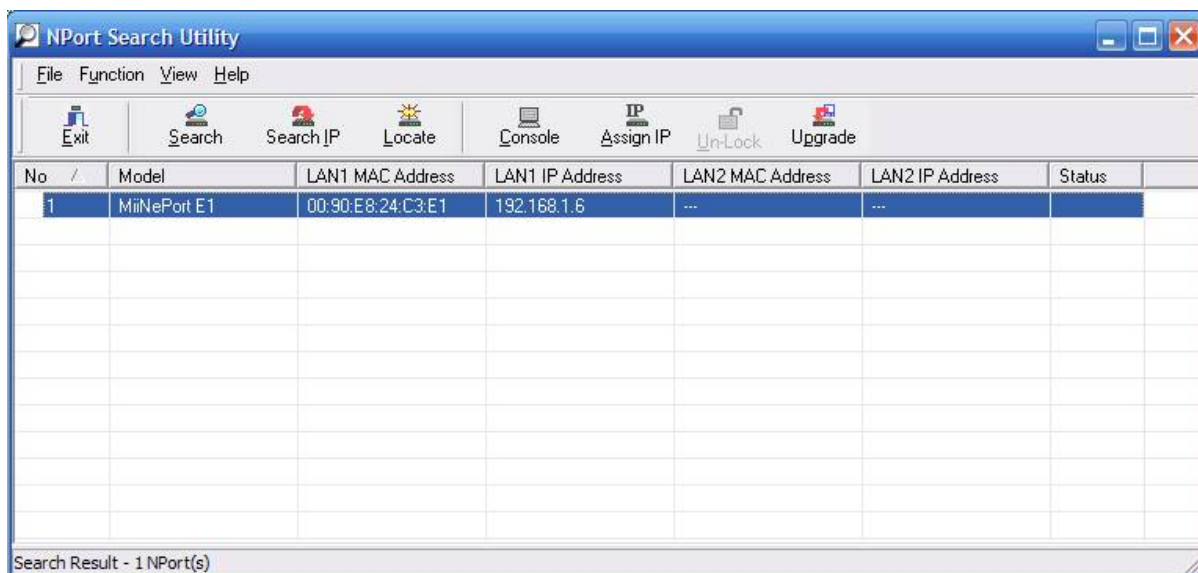 NPort Search Utility
File Function View Help
Exit Search Search IP Locate Console Assign IP Un-Lock Upgrade
No / Model LAN1 MAC Address LAN1 IP Address LAN2 MAC Address LAN2 IP Address Status
1 MiiNePort E1 00:90:E8:24:C3:E1 192.168.1.6 --- ---
Search Result - 1 NPort(s)